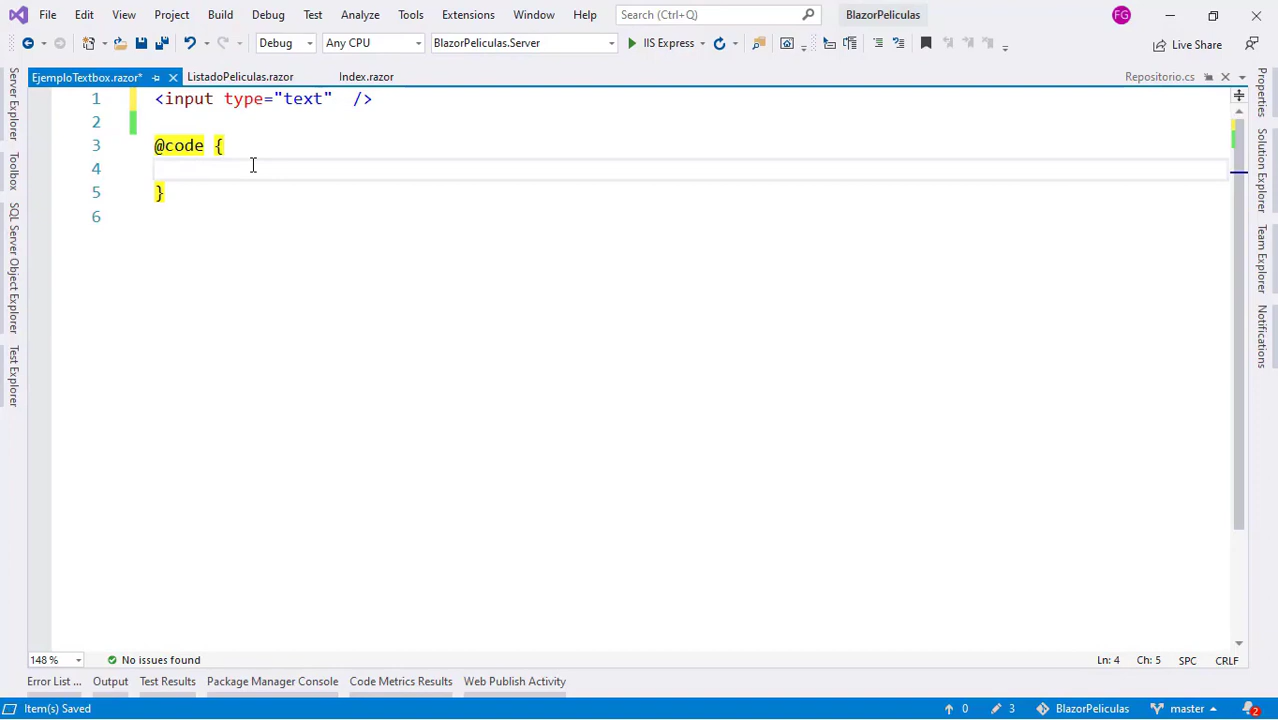 File Edit View Project Build Debug Test Analyze Tools Extensions Window Help Search (Ctrl+Q) BlazorPeliculas FG
Debug Any CPU BlazorPeliculas.Server IIS Express Live Share
EjemploTextbox.razor* ListadoPeliculas.razor Index.razor Repositorio.cs
Server Explorer
Toolbox
SQL Server Object Explorer
Test Explorer
1 <input type="text"  />
2
3 @code {
4
5 }
6
Properties
Solution Explorer
Team Explorer
Notifications
148 % No issues found Ln: 4 Ch: 5 SPC CRLF
Error List ... Output Test Results Package Manager Console Code Metrics Results Web Publish Activity
Item(s) Saved 0 3 BlazorPeliculas master 2